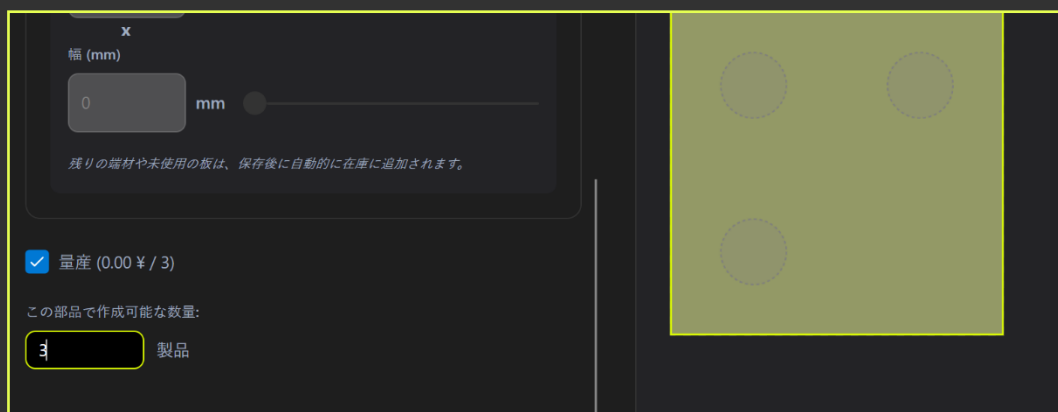 x
幅 (mm)
0 mm
残りの端材や未使用の板は、保存後に自動的に在庫に追加されます。
量産 (0.00 ¥ / 3)
この部品で作成可能な数量:
3 製品